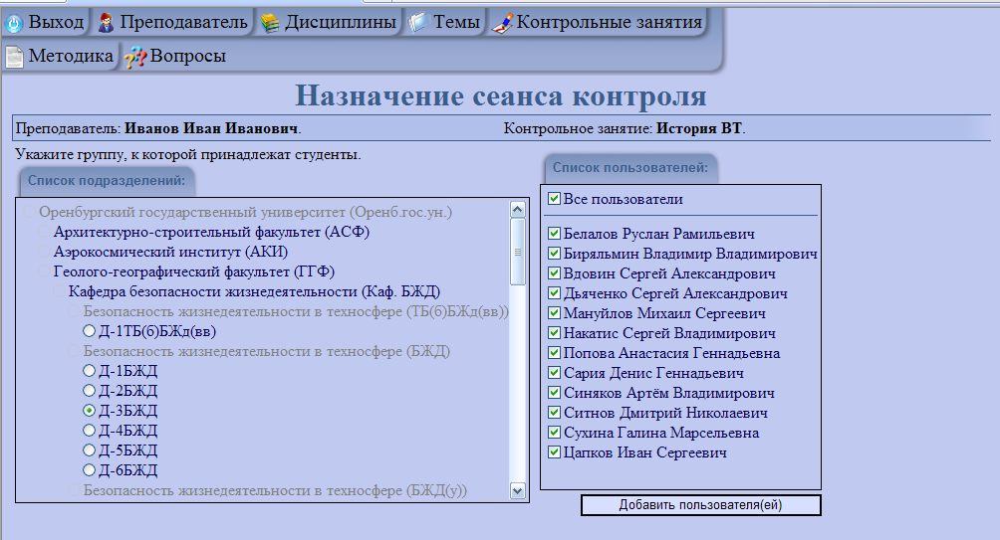 Выход Преподаватель Дисциплины Темы Контрольные занятия
Методика Вопросы
Назначение сеанса контроля
Преподаватель: Иванов Иван Иванович. Контрольное занятие: История ВТ.
Укажите группу, к которой принадлежат студенты.
Список подразделений:
Оренбургский государственный университет (Оренб.гос.ун.)
Архитектурно-строительный факультет (АСФ)
Аэрокосмический институт (АКИ)
Геолого-географический факультет (ГГФ)
Кафедра безопасности жизнедеятельности (Каф. БЖД)
Безопасность жизнедеятельности в техносфере (ТБ(б)БЖд(вв))
Д-1ТБ(б)БЖд(вв)
Безопасность жизнедеятельности в техносфере (БЖД)
Д-1БЖД
Д-2БЖД
Д-3БЖД
Д-4БЖД
Д-5БЖД
Д-6БЖД
Безопасность жизнедеятельности в техносфере (БЖД(у))
Список пользователей:
Все пользователи
Белалов Руслан Рамильевич
Биряльмин Владимир Владимирович
Вдовин Сергей Александрович
Дьяченко Сергей Александрович
Мануйлов Михаил Сергеевич
Накатис Сергей Владимирович
Попова Анастасия Геннадьевна
Сария Денис Геннадьевич
Синяков Артём Владимирович
Ситнов Дмитрий Николаевич
Сухина Галина Марсельевна
Цапков Иван Сергеевич
Добавить пользователя(ей)